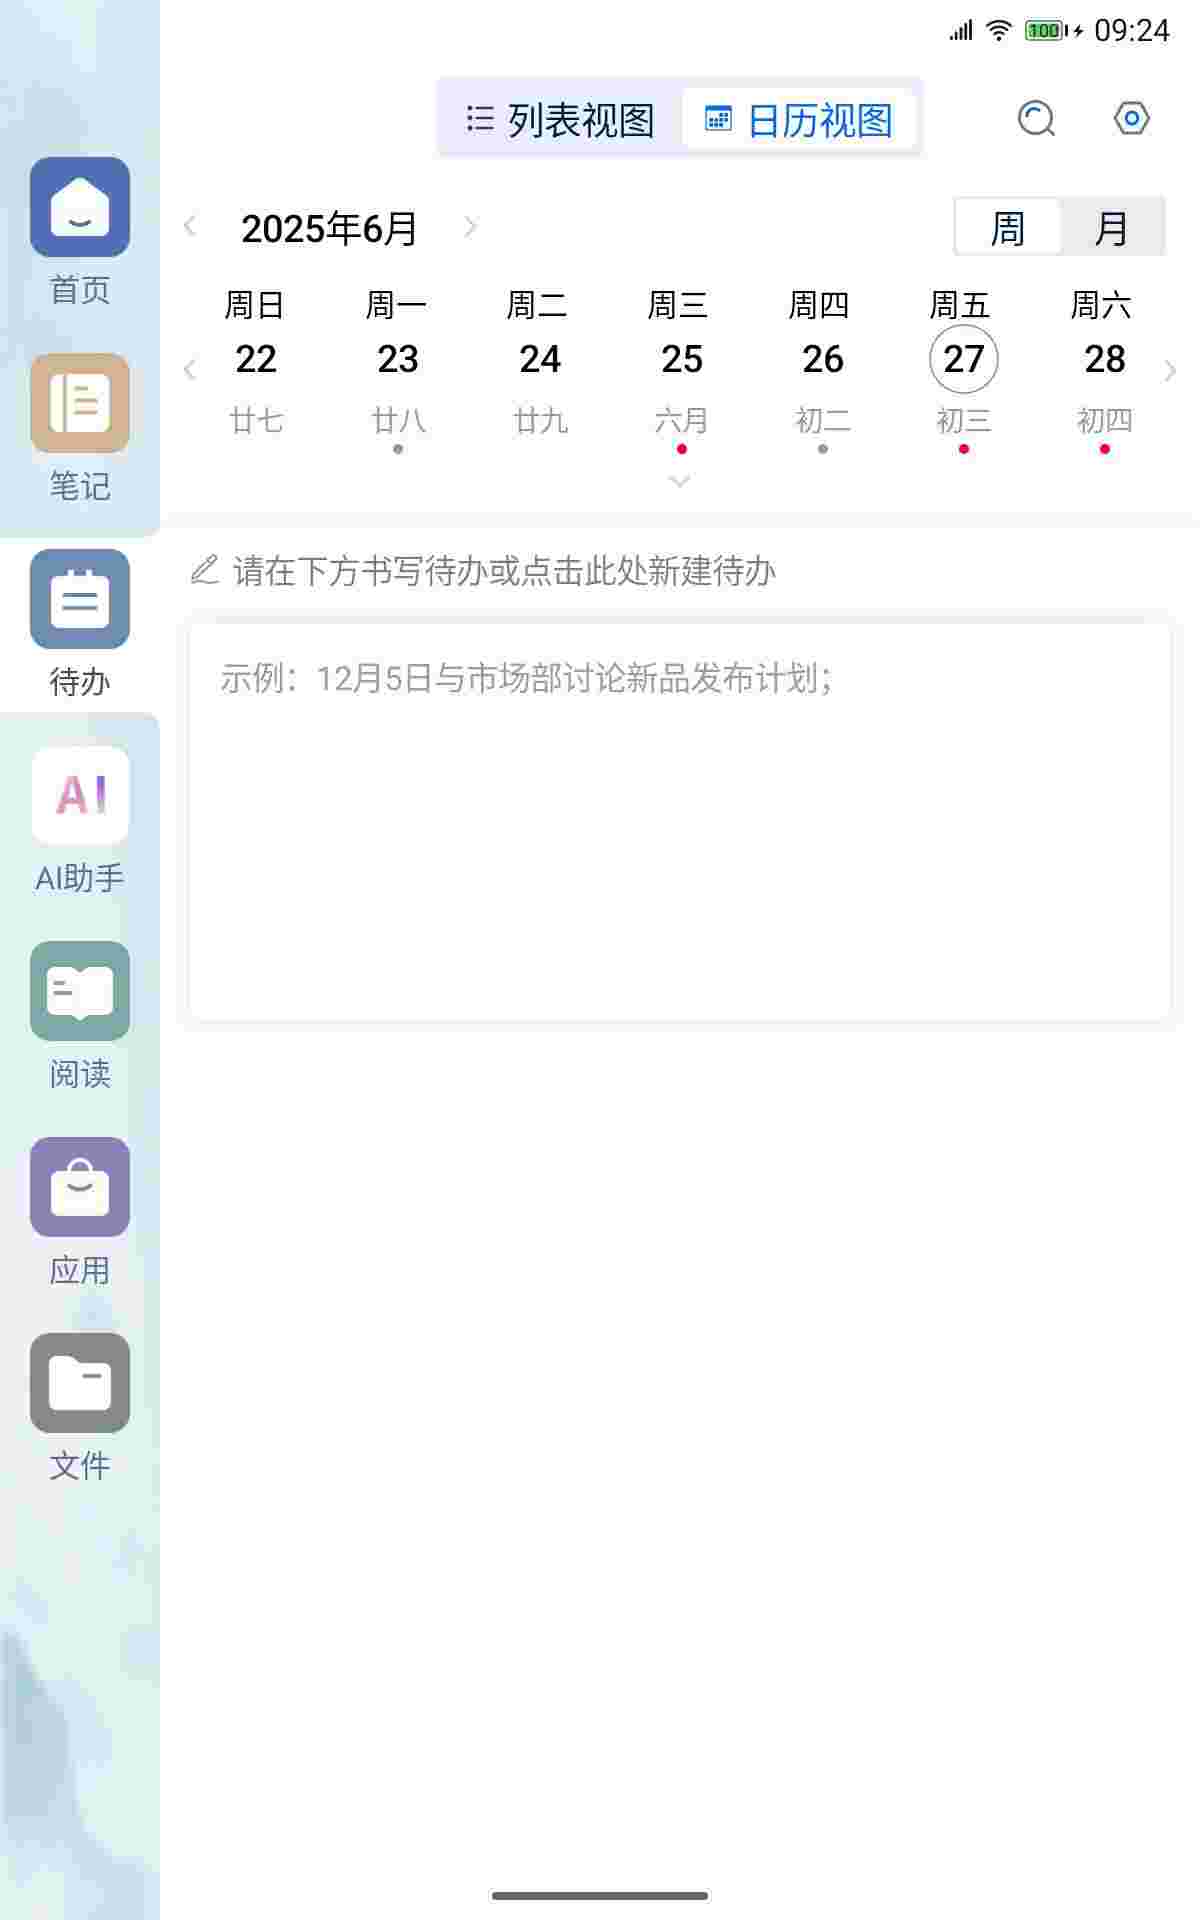 100 09:24
列表视图 日历视图
2025年6月 周 月
周日 周一 周二 周三 周四 周五 周六
22 23 24 25 26 27 28
廿七 廿八 廿九 六月 初二 初三 初四
请在下方书写待办或点击此处新建待办
示例：12月5日与市场部讨论新品发布计划；
首页
笔记
待办
AI
AI助手
阅读
应用
文件